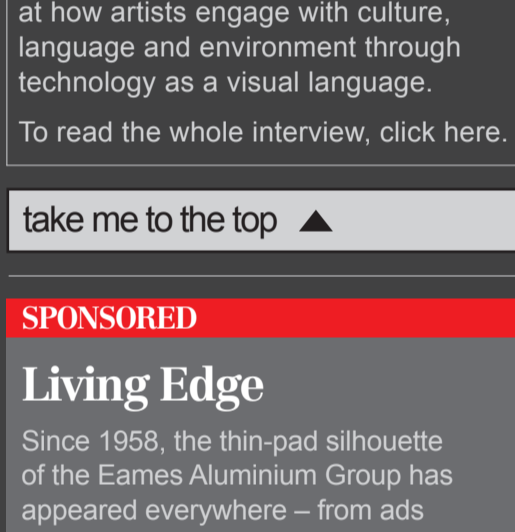 at how artists engage with culture,
language and environment through
technology as a visual language.
To read the whole interview, click here.
take me to the top ▲
SPONSORED
Living Edge
Since 1958, the thin-pad silhouette
of the Eames Aluminium Group has
appeared everywhere – from ads